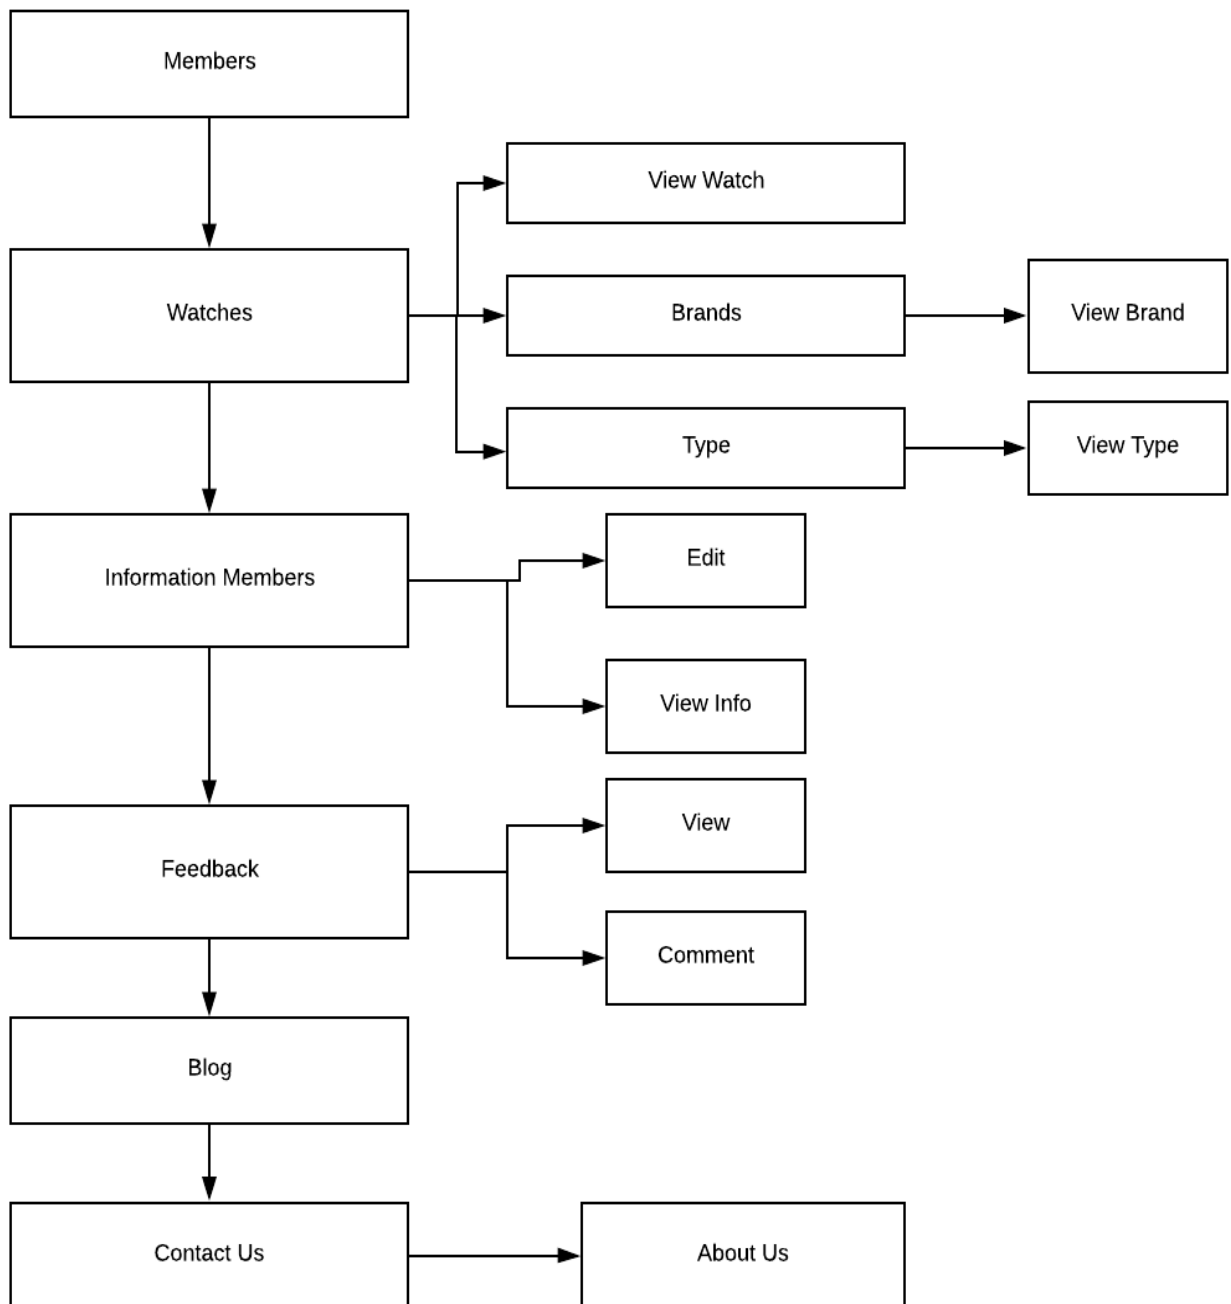 Members
View Watch
Watches
Brands
View Brand
Type
View Type
Information Members
Edit
View Info
View
Feedback
Comment
Blog
Contact Us
About Us